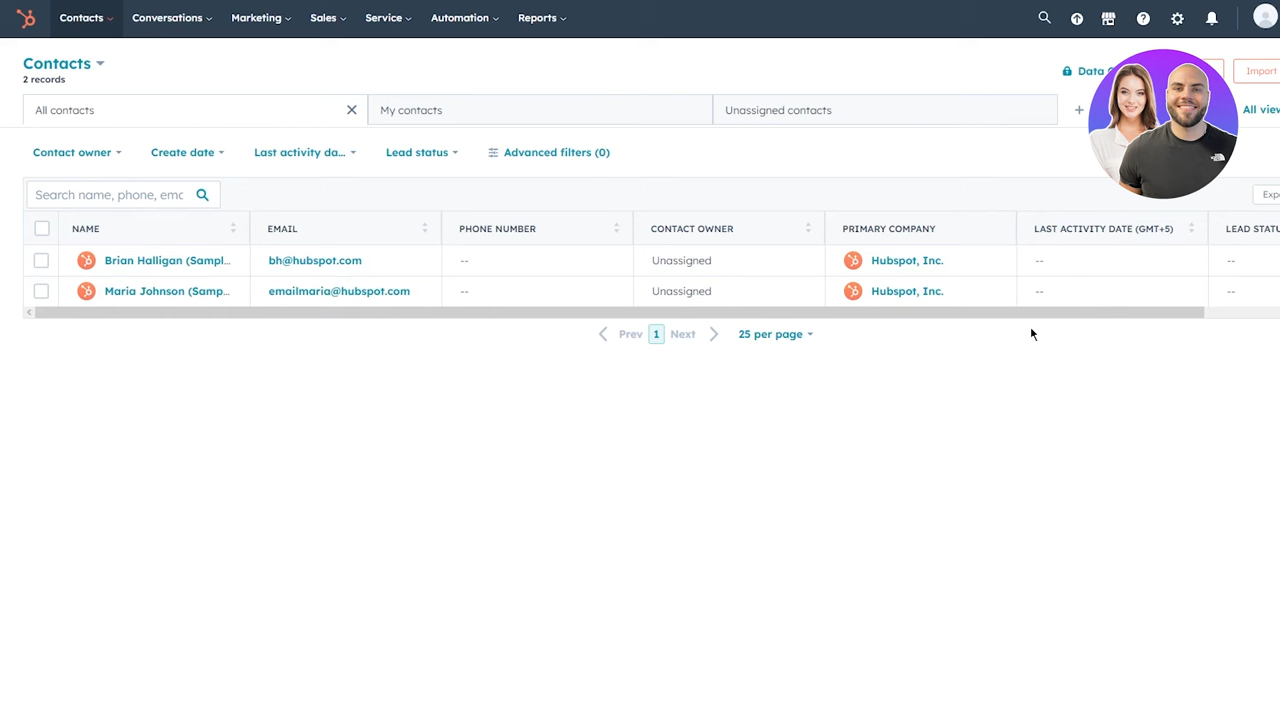 Contacts Conversations Marketing Sales Service Automation Reports
Contacts
2 records
Data
Import
All contacts My contacts Unassigned contacts + All view
Contact owner Create date Last activity da... Lead status Advanced filters (0)
Search name, phone, emc
Expo
NAME EMAIL PHONE NUMBER CONTACT OWNER PRIMARY COMPANY LAST ACTIVITY DATE (GMT+5) LEAD STATU
Brian Halligan (Sampl... bh@hubspot.com -- Unassigned Hubspot, Inc. -- --
Maria Johnson (Samp... emailmaria@hubspot.com -- Unassigned Hubspot, Inc. -- --
Prev 1 Next 25 per page